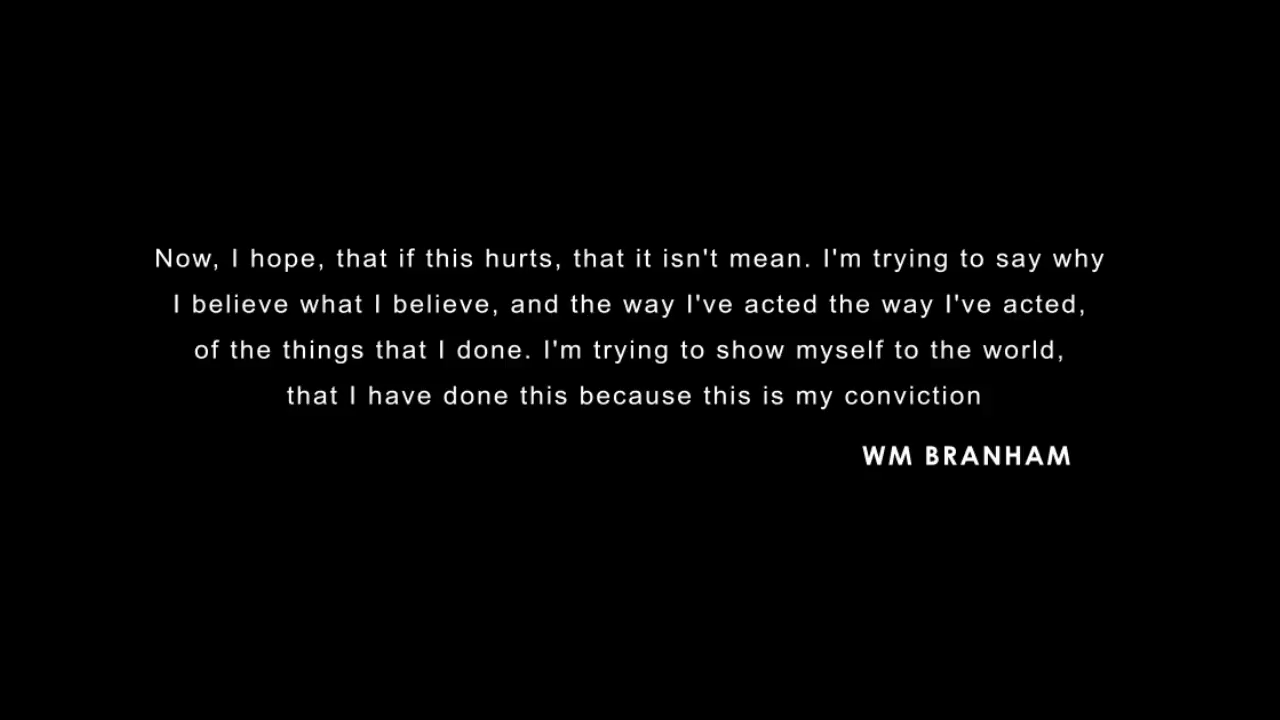 Now, I hope, that if this hurts, that it isn't mean. I'm trying to say why
I believe what I believe, and the way I've acted the way I've acted,
of the things that I done. I'm trying to show myself to the world,
that I have done this because this is my conviction
WM BRANHAM